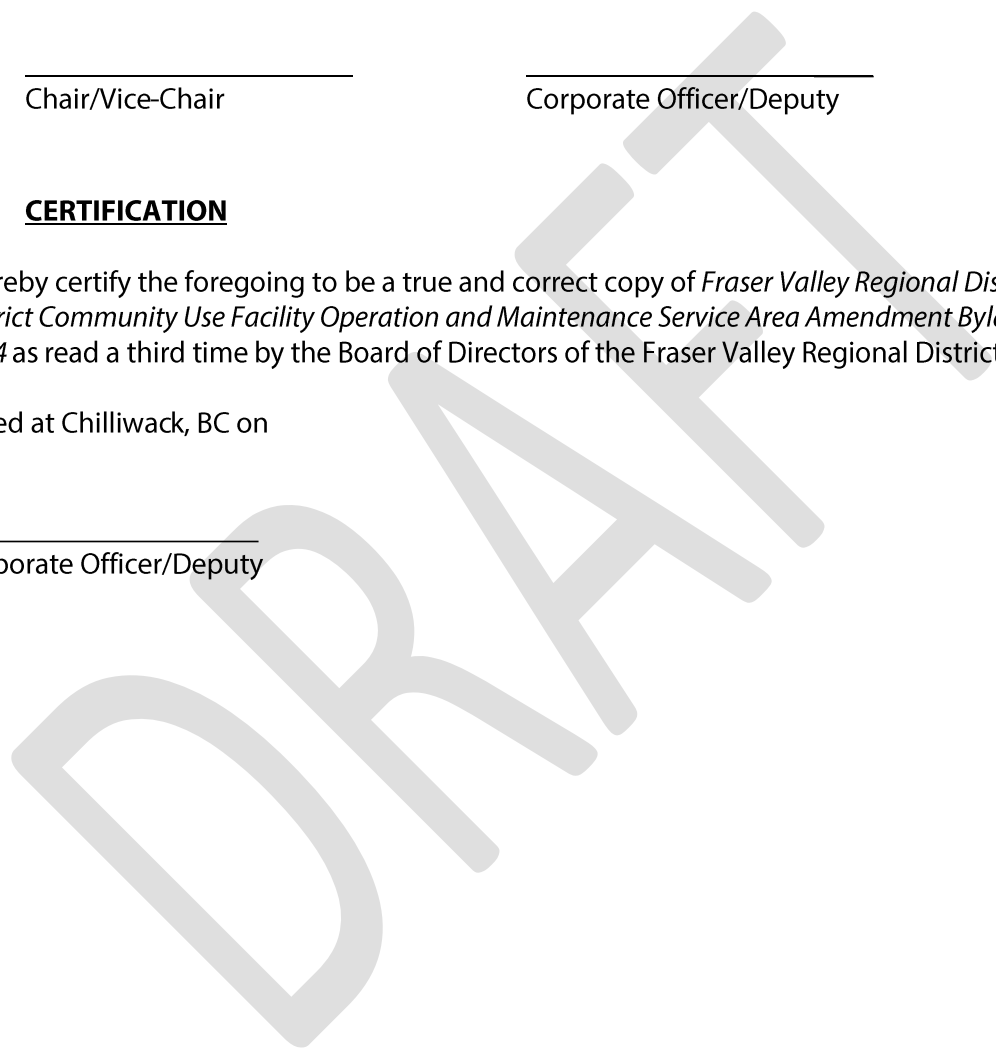 Chair/Vice-Chair Corporate Officer/Deputy
CERTIFICATION
reby certify the foregoing to be a true and correct copy of Fraser Valley Regional Dis
rict Community Use Facility Operation and Maintenance Service Area Amendment Byla
4 as read a third time by the Board of Directors of the Fraser Valley Regional District
ed at Chilliwack, BC on
porate Officer/Deputy
DRAFT